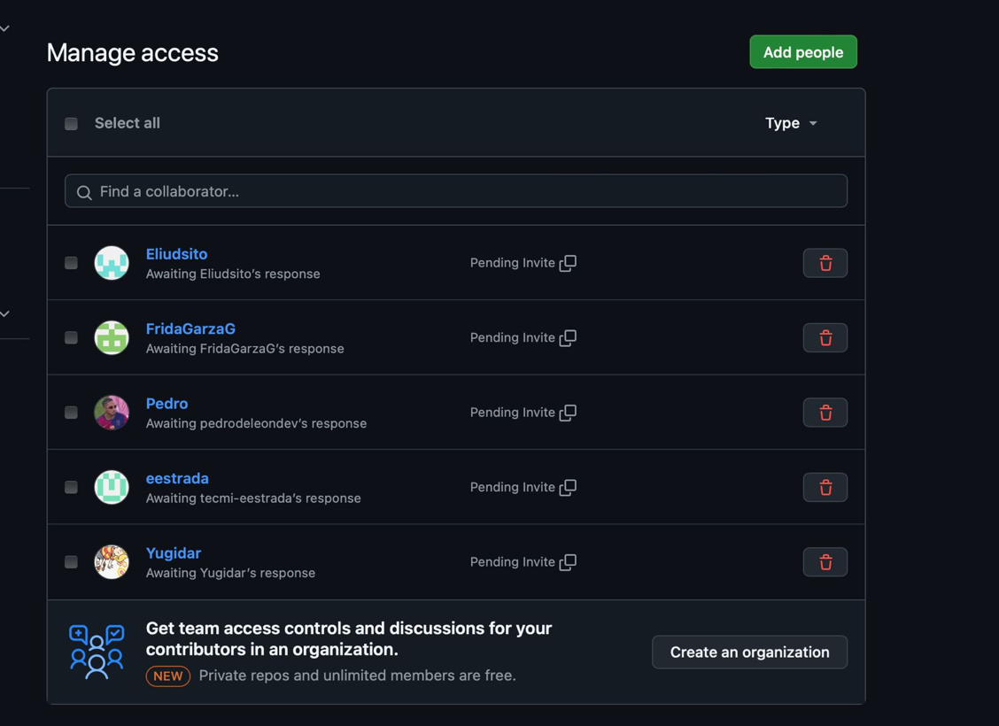 Manage access
Add people
Select all
Type
Find a collaborator...
Eliudsito
Awaiting Eliudsito’s response
Pending Invite
FridaGarzaG
Awaiting FridaGarzaG’s response
Pending Invite
Pedro
Awaiting pedrodeleondev’s response
Pending Invite
eestrada
Awaiting tecmi-eestrada’s response
Pending Invite
Yugidar
Awaiting Yugidar’s response
Pending Invite
Get team access controls and discussions for your
contributors in an organization.
NEW Private repos and unlimited members are free.
Create an organization